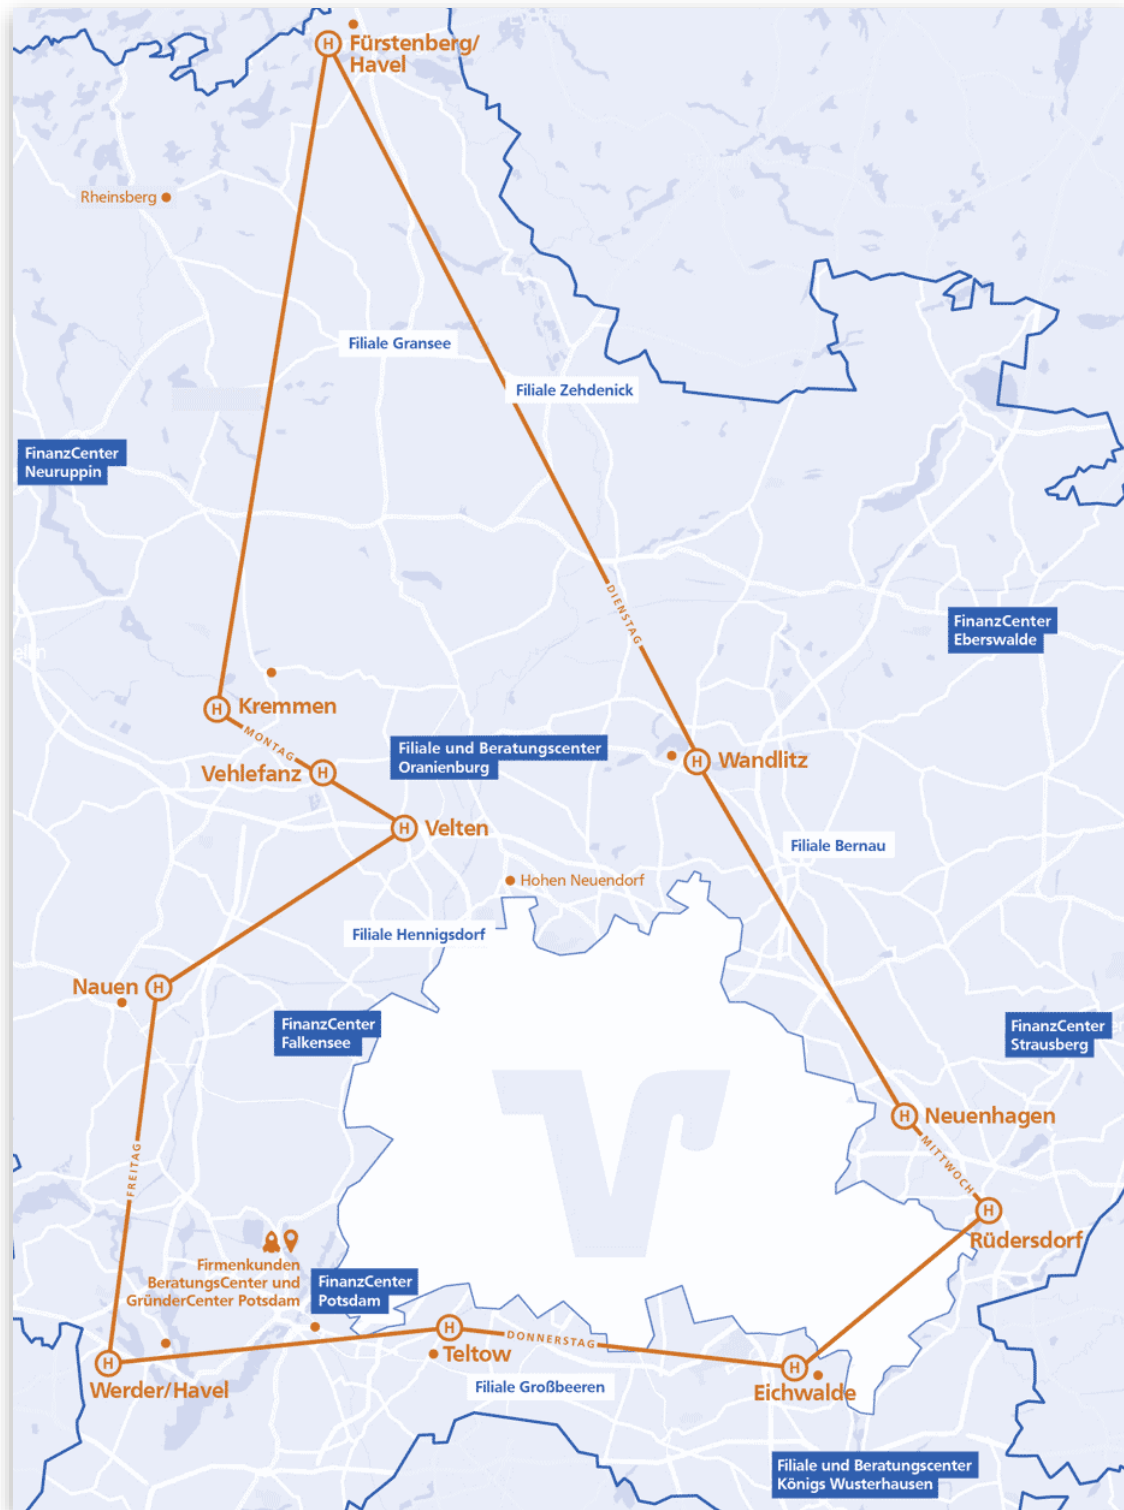 Fürstenberg/
Havel
Rheinsberg
Filiale Gransee
Filiale Zehdenick
FinanzCenter
Neuruppin
DIENSTAG
FinanzCenter
Eberswalde
H
Kremmen
MONTAG
Filiale und Beratungscenter
Oranienburg
Vehlefanz
H
H
Wandlitz
H
Velten
Filiale Bernau
Hohen Neuendorf
Filiale Hennigsdorf
Nauen
H
FinanzCenter
Falkensee
FinanzCenter
Strausberg
H
Neuenhagen
MITTWOCH
FREITAG
H
Rüdersdorf
Firmenkunden
BeratungsCenter und
GründerCenter Potsdam
FinanzCenter
Potsdam
H
Teltow
DONNERSTAG
H
Werder/Havel
H
Eichwalde
Filiale Großbeeren
Filiale und Beratungscenter
Königs Wusterhausen
H